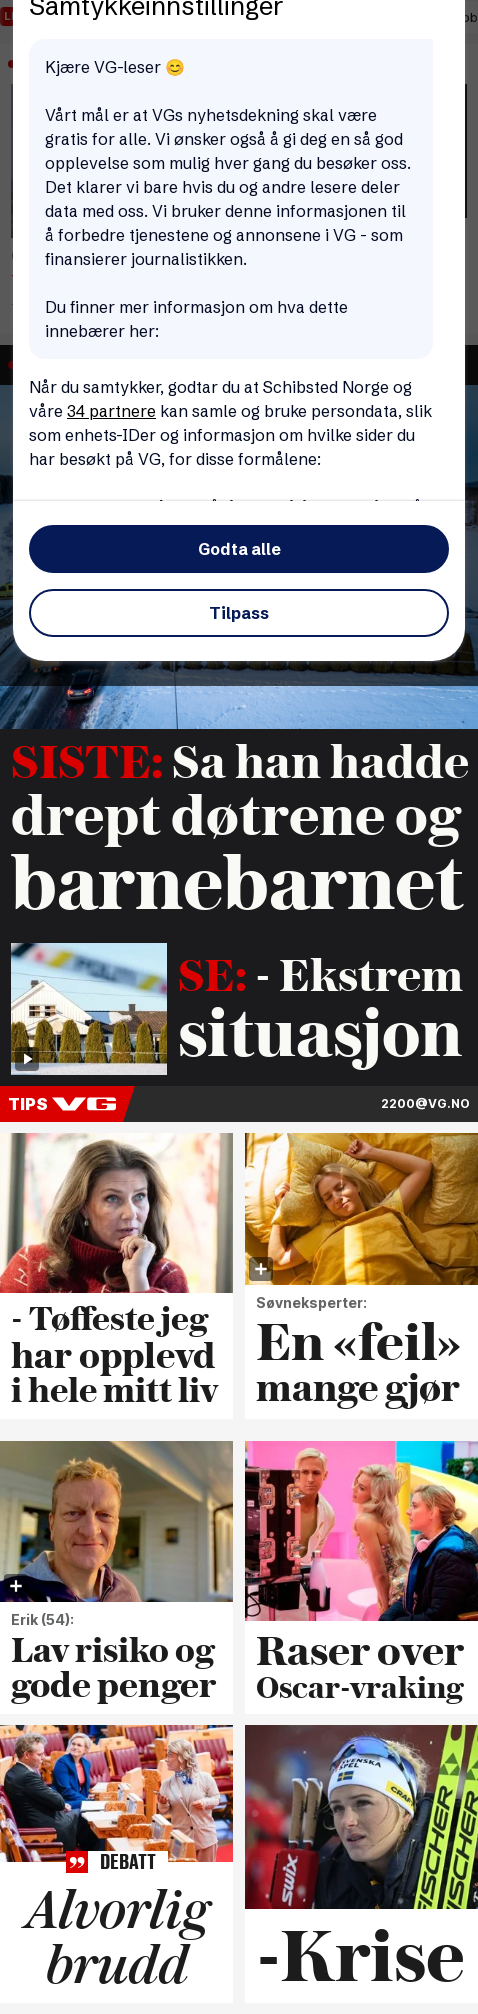 Samtykkeinnstillinger
Kjære VG-leser 😊
Vårt mål er at VGs nyhetsdekning skal være
gratis for alle. Vi ønsker også å gi deg en så god
opplevelse som mulig hver gang du besøker oss.
Det klarer vi bare hvis du og andre lesere deler
data med oss. Vi bruker denne informasjonen til
å forbedre tjenestene og annonsene i VG - som
finansierer journalistikken.
Du finner mer informasjon om hva dette
innebærer her:
Når du samtykker, godtar du at Schibsted Norge og
våre 34 partnere kan samle og bruke persondata, slik
som enhets-IDer og informasjon om hvilke sider du
har besøkt på VG, for disse formålene:
Godta alle
Tilpass
SISTE: Sa han hadde
drept døtrene og
barnebarnet
SE: - Ekstrem
situasjon
TIPS VG
2200@VG.NO
- Tøffeste jeg
har opplevd
i hele mitt liv
Søvneksperter:
En «feil»
mange gjør
Erik (54):
Lav risiko og
gode penger
Raser over
Oscar-vraking
DEBATT
Alvorlig
brudd
SVENSKA
SPEL
CRAFT
swix
FISCHER
FISCHER
-Krise